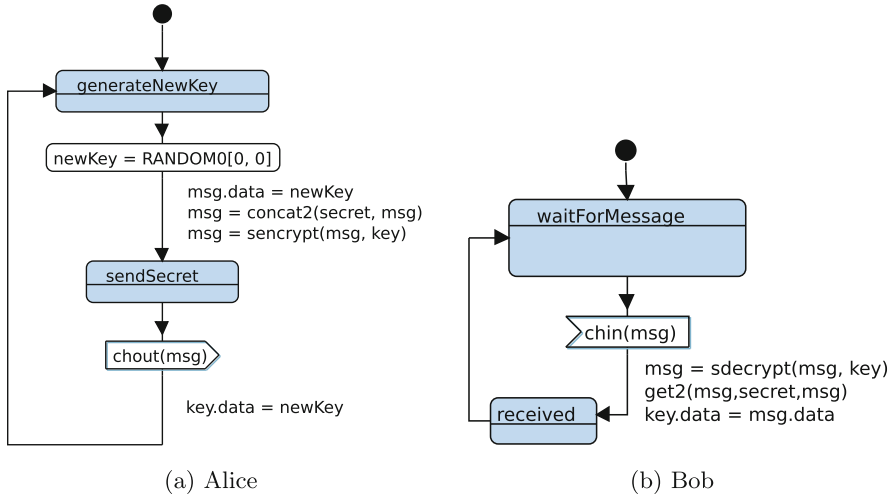 generateNewKey
newKey = RANDOM0[0, 0]
msg.data = newKey
msg = concat2(secret, msg)
msg = sencrypt(msg, key)
sendSecret
chout(msg)
key.data = newKey
(a) Alice
waitForMessage
chin(msg)
msg = sdecrypt(msg, key)
get2(msg,secret,msg)
key.data = msg.data
received
(b) Bob